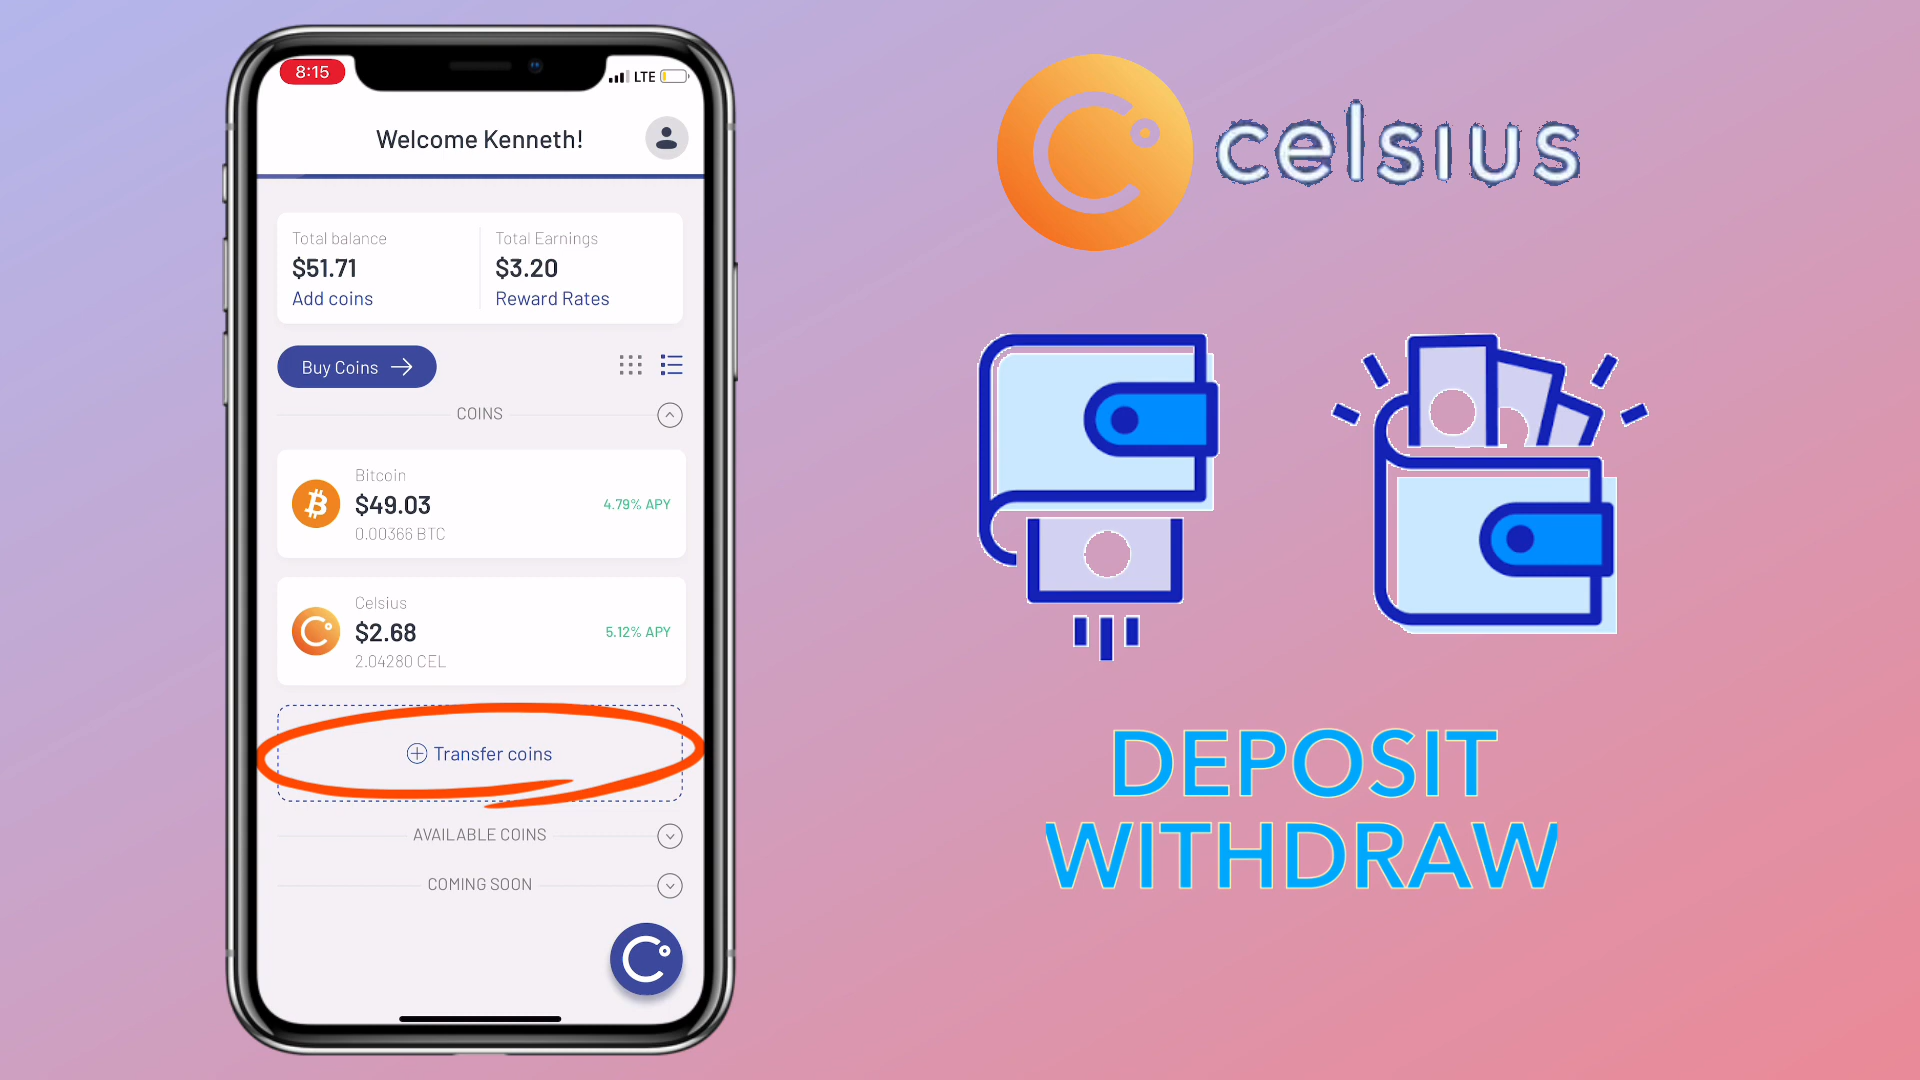 8:15
LTE
Welcome Kenneth!
Total balance
$51.71
Add coins
Total Earnings
$3.20
Reward Rates
Buy Coins
COINS
Bitcoin
$49.03
0.00366 BTC
4.79% APY
Celsius
$2.68
2.04280 CEL
5.12% APY
Transfer coins
AVAILABLE COINS
COMING SOON
celsius
DEPOSIT
WITHDRAW